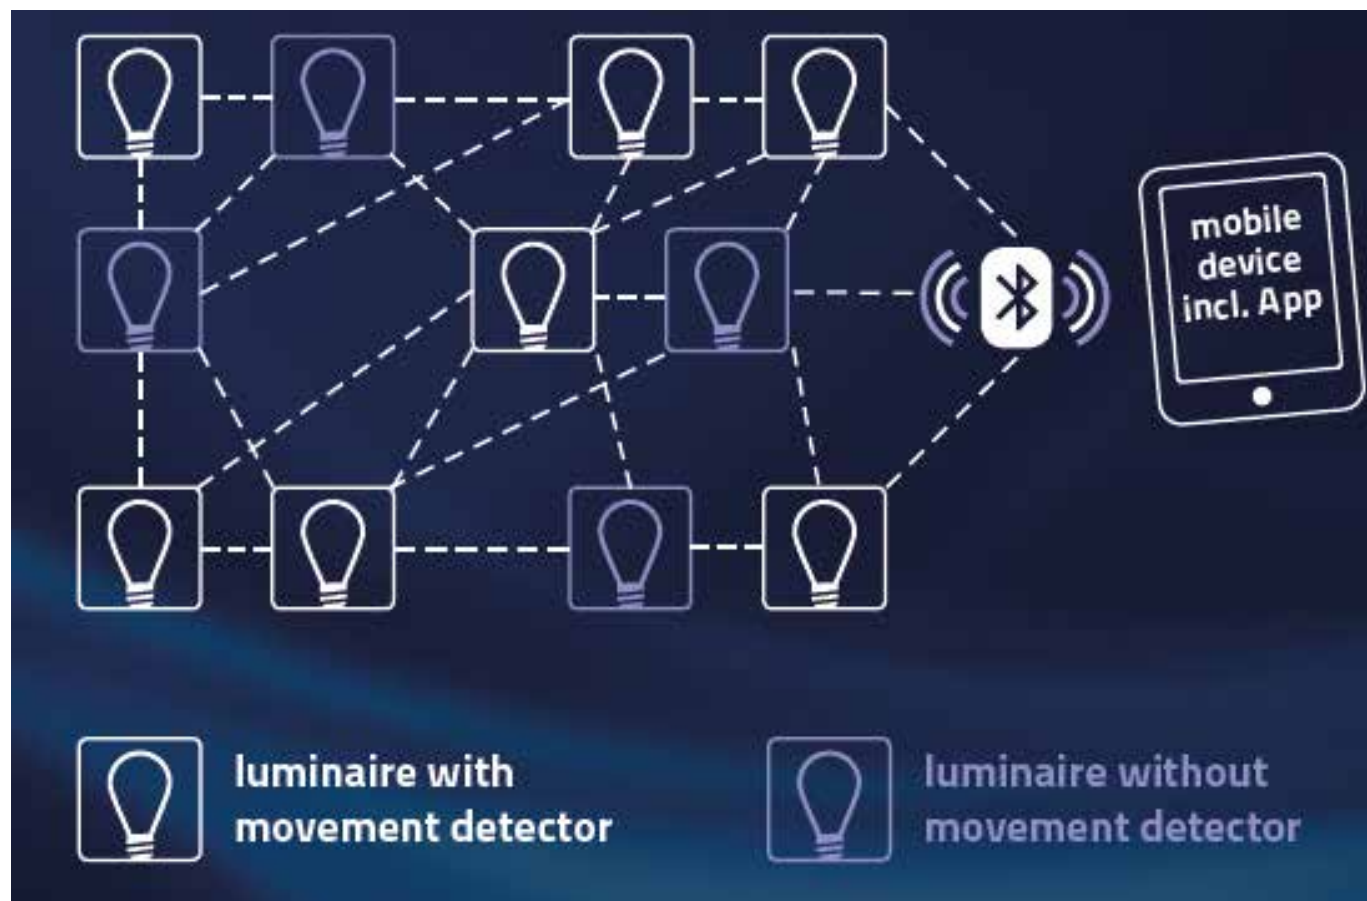 mobile
device
incl. App
luminaire with
movement detector
luminaire without
movement detector